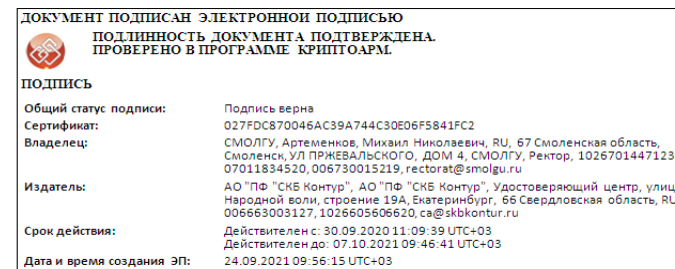 ДОКУМЕНТ ПОДПИСАН ЭЛЕКТРОННОЙ ПОДПИСЬЮ
ПОДЛИННОСТЬ ДОКУМЕНТА ПОДТВЕРЖДЕНА.
ПРОВЕРЕНО В ПРОГРАММЕ КРИПТОАРМ.
ПОДПИСЬ
Общий статус подписи: Подпись верна
Сертификат: 027FDC870046AC39A744C30E06F5841FC2
Владелец: СМОЛГУ, Артеменков, Михаил Николаевич, RU, 67 Смоленская область,
Смоленск, УЛ ПРЖЕВАЛЬСКОГО, ДОМ 4, СМОЛГУ, Ректор, 1026701447123
07011834520, 006730015219, rectorat@smolgu.ru
Издатель: АО "ПФ "СКБ Контур", АО "ПФ "СКБ Контур", Удостоверяющий центр, улиц
Народной воли, строение 19А, Екатеринбург, 66 Свердловская область, RU
006663003127, 1026605606620, ca@skbkontur.ru
Срок действия: Действителен с: 30.09.2020 11:09:39 UTC+03
Действителен до: 07.10.2021 09:46:41 UTC+03
Дата и время создания ЭП: 24.09.2021 09:56:15 UTC+03